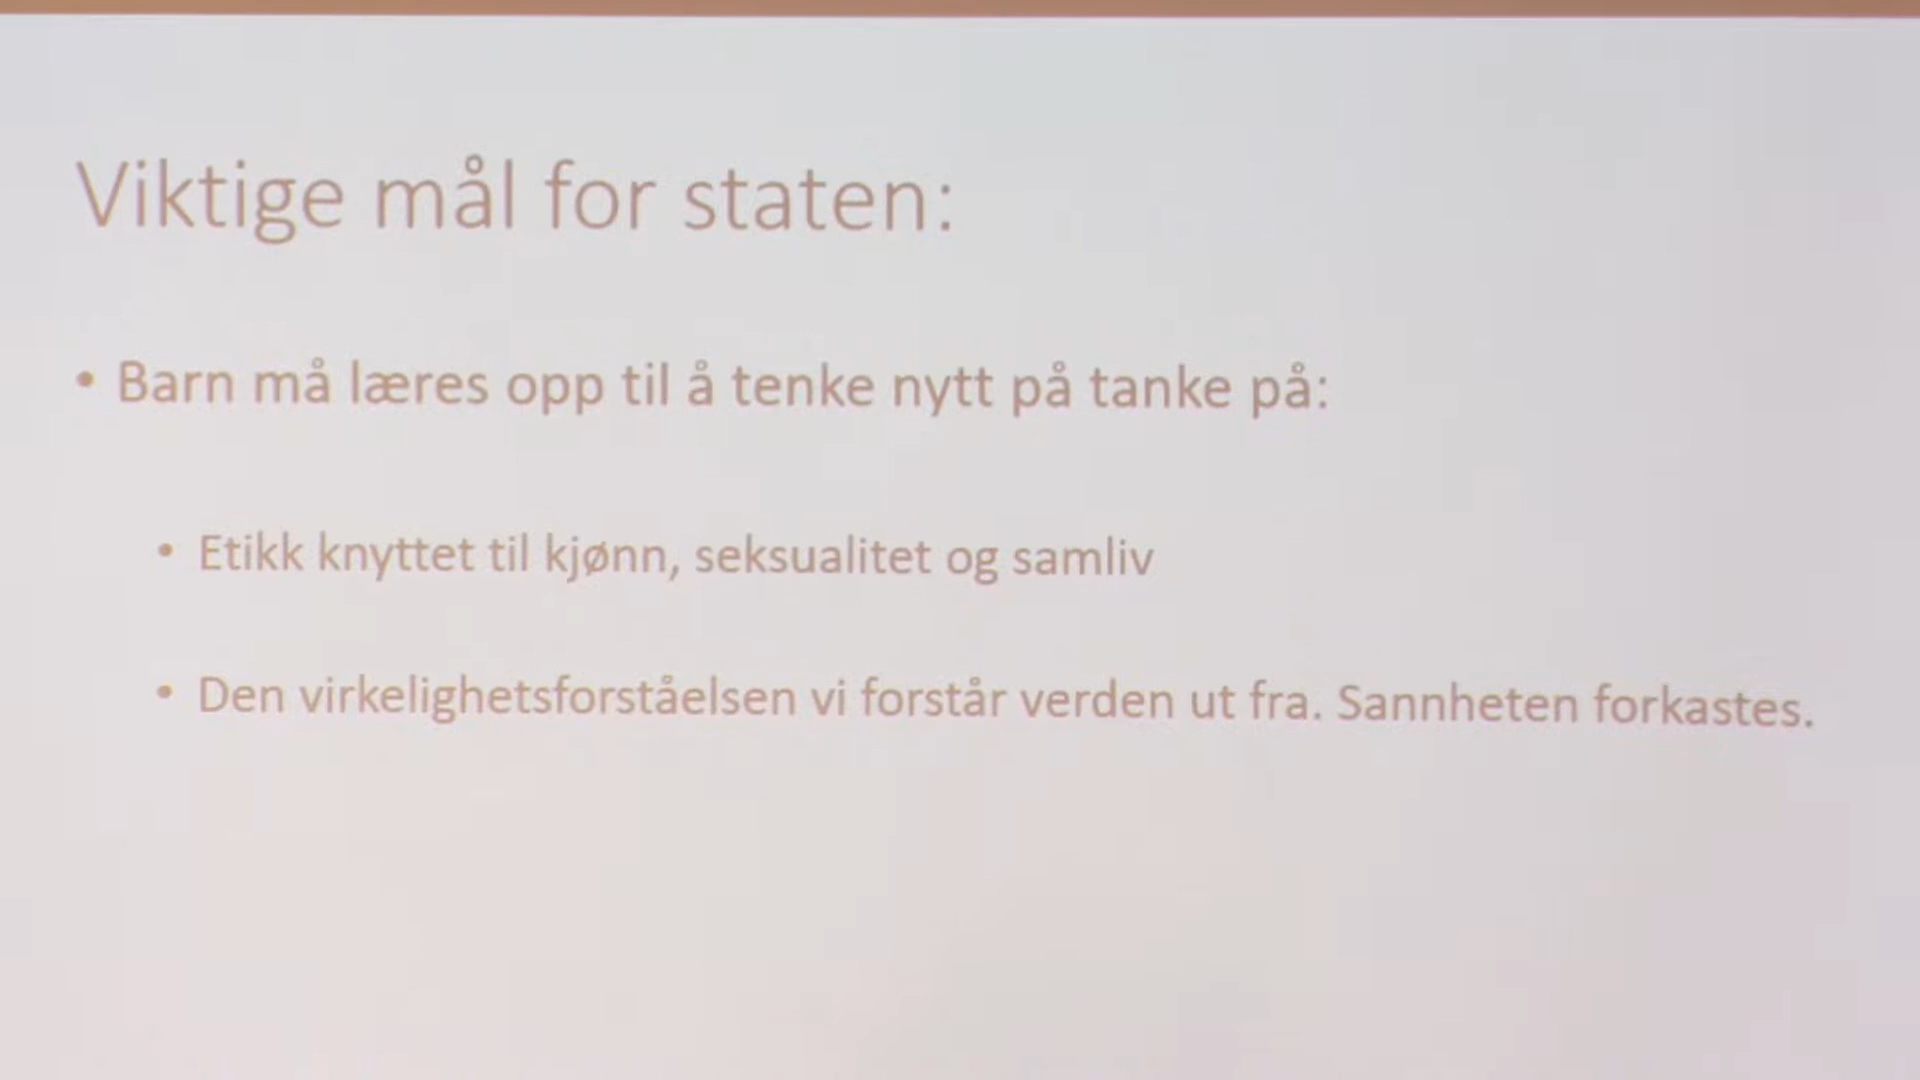 Viktige mål for staten:
• Barn må læres opp til å tenke nytt på tanke på:
• Etikk knyttet til kjønn, seksualitet og samliv
• Den virkelighetsforståelsen vi forstår verden ut fra. Sannheten forkastes.